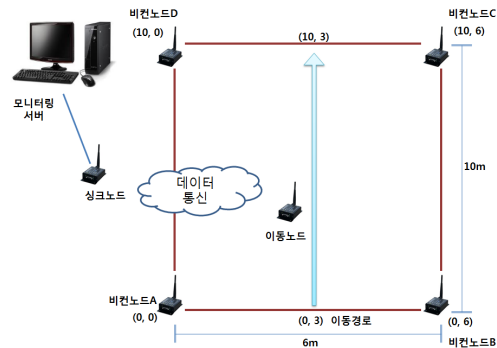 비컨노드D
(10, 0)
(10, 3)
비컨노드C
(10, 6)
모니터링
서버
10m
데이터
통신
싱크노드
이동노드
비컨노드A
(0, 0)
(0, 3) 이동경로
(0, 6)
6m
비컨노드B